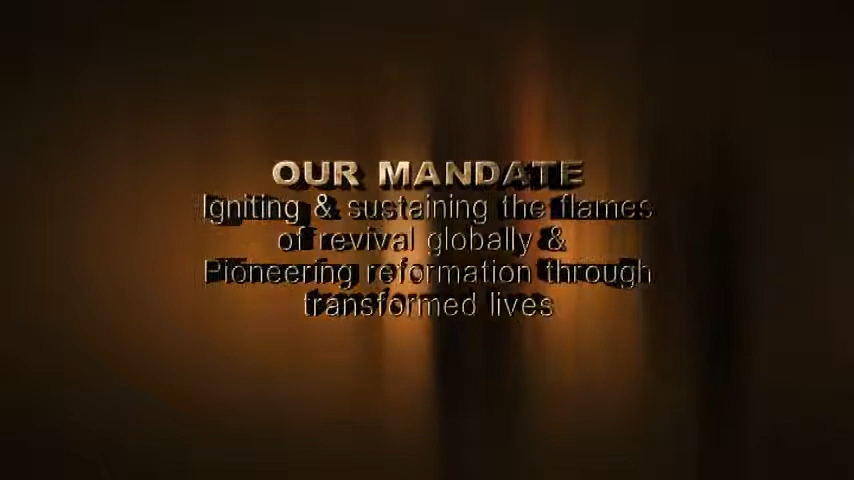 OUR MANDATE
Igniting & sustaining the flames
of revival globally &
Pioneering reformation through
transformed lives